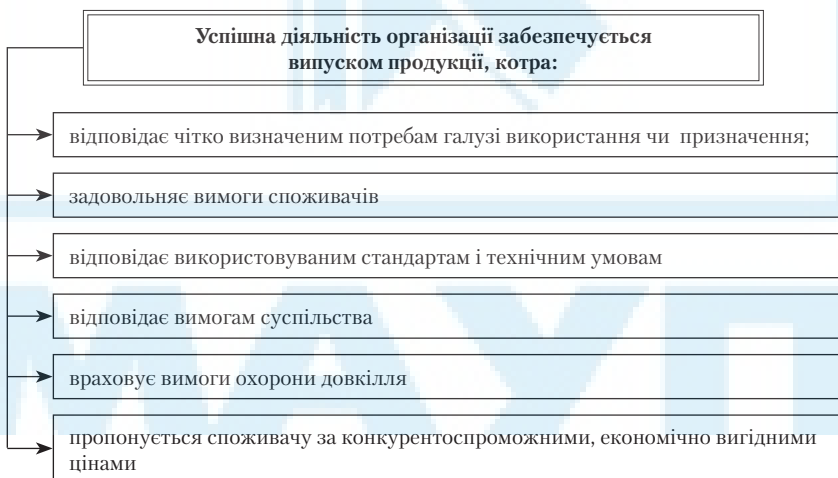 Успішна діяльність організації забезпечується
випуском продукції, котра:
відповідає чітко визначеним потребам галузі використання чи призначення;
задовольняє вимоги споживачів
відповідає використовуваним стандартам і технічним умовам
відповідає вимогам суспільства
враховує вимоги охорони довкілля
пропонується споживачу за конкурентоспроможними, економічно вигідними
цінами
МАУП